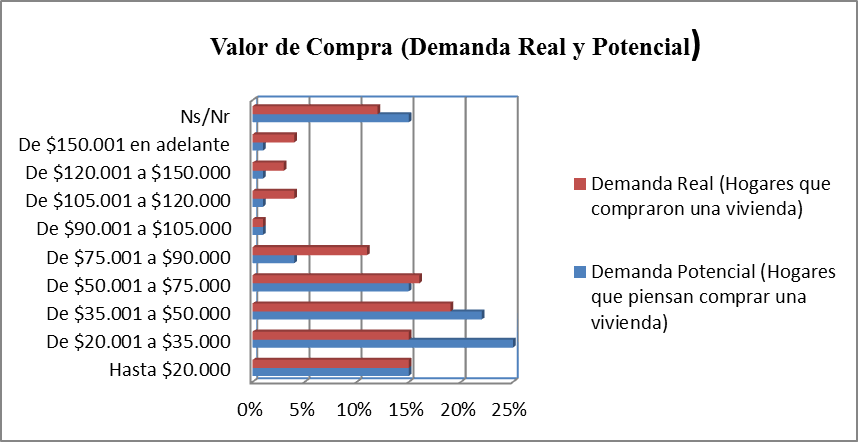 Valor de Compra (Demanda Real y Potencial)
Ns/Nr
De $150.001 en adelante
De $120.001 a $150.000
De $105.001 a $120.000
De $90.001 a $105.000
De $75.001 a $90.000
De $50.001 a $75.000
De $35.001 a $50.000
De $20.001 a $35.000
Hasta $20.000
0% 5% 10% 15% 20% 25%
Demanda Real (Hogares que
compraron una vivienda)
Demanda Potencial (Hogares
que piensan comprar una
vivienda)